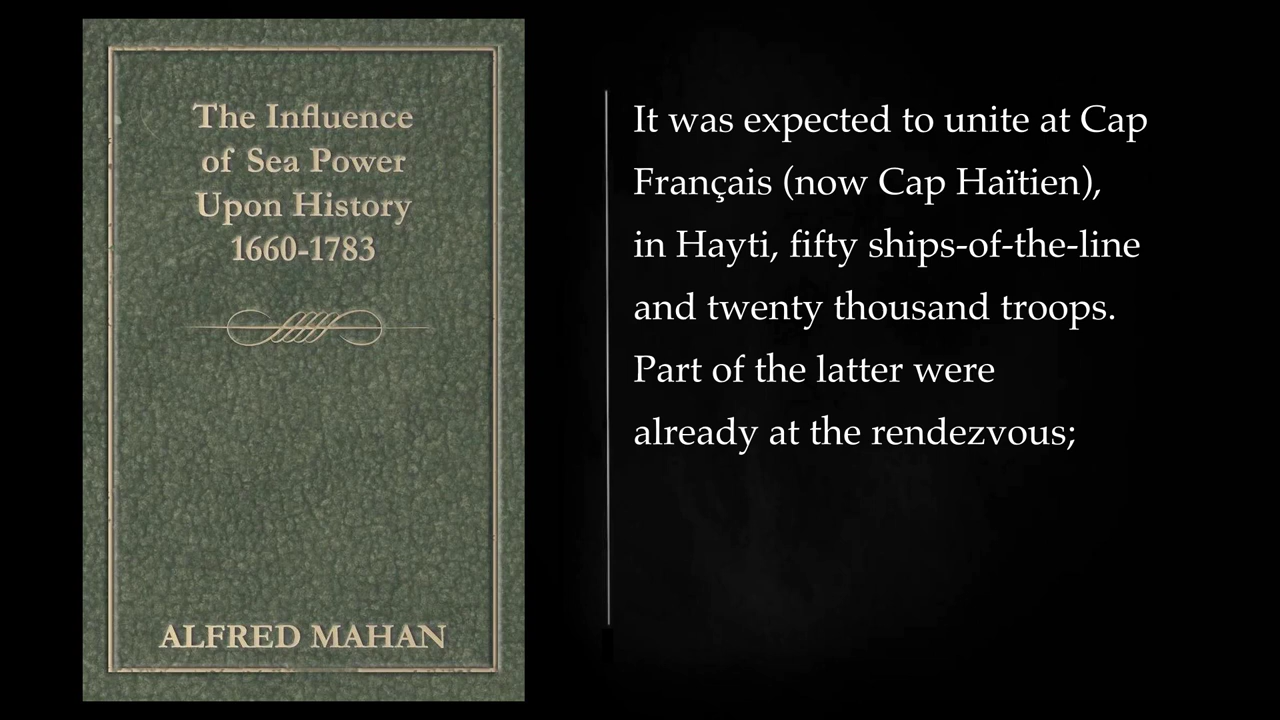 The Influence
of Sea Power
Upon History
1660-1783
ALFRED MAHAN
It was expected to unite at Cap
Français (now Cap Haïtien),
in Hayti, fifty ships-of-the-line
and twenty thousand troops.
Part of the latter were
already at the rendezvous;